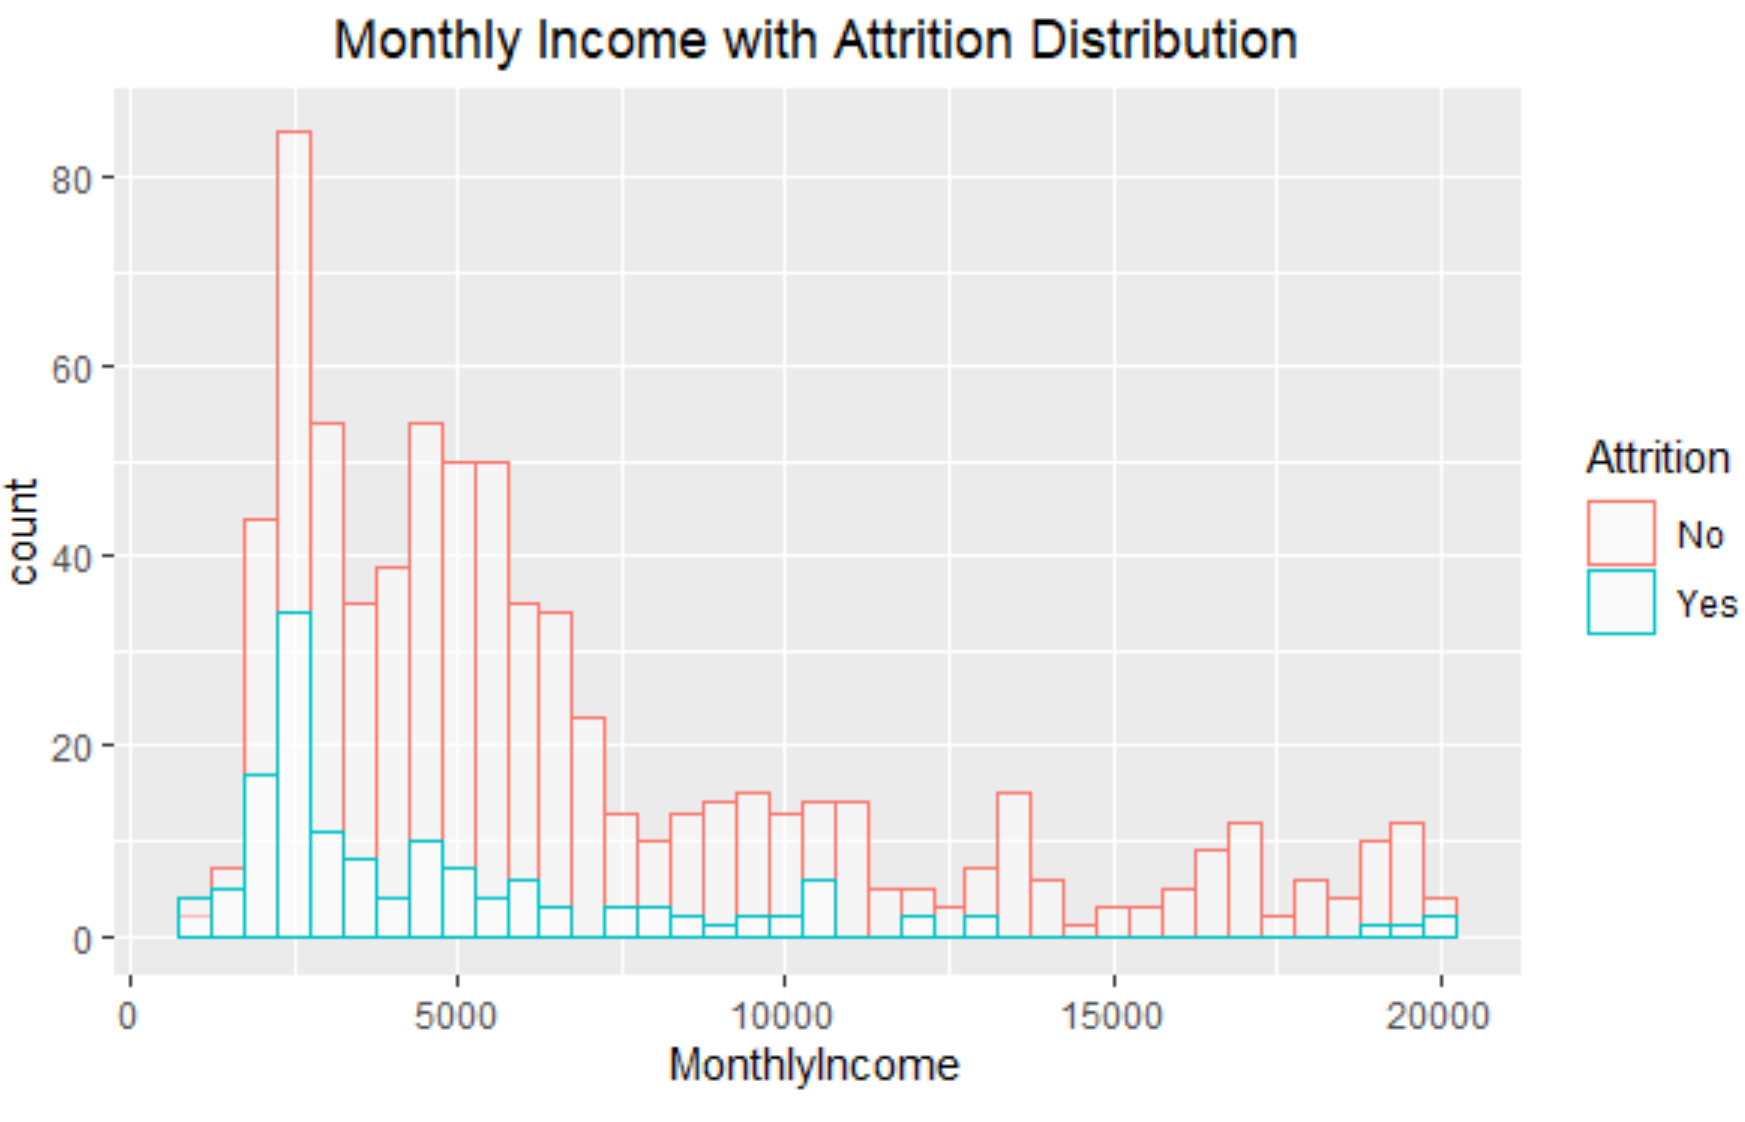 Monthly Income with Attrition Distribution
80
60
40
20
0
count
0 5000 10000 15000 20000
MonthlyIncome
Attrition
No
Yes